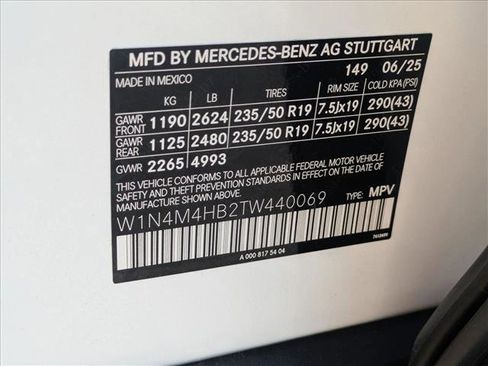 MFD BY MERCEDES-BENZ AG STUTTGART
MADE IN MEXICO 149 06/25
KG LB TIRES RIM SIZE COLD KPA (PSI)
GAWR FRONT 1190 2624 235/50 R19 7.5Jx19 290(43)
GAWR REAR 1125 2480 235/50 R19 7.5Jx19 290(43)
GVWR 2265 4993
THIS VEHICLE CONFORMS TO ALL APPLICABLE FEDERAL MOTOR VEHICLE
SAFETY, BUMPER, AND THEFT PREVENTION STANDARDS IN EFFECT ON THE DATE OF
MANUFACTURE SHOWN ABOVE.
W1N4M4HB2TW440069 TYPE: MPV
A 000 817 54 04